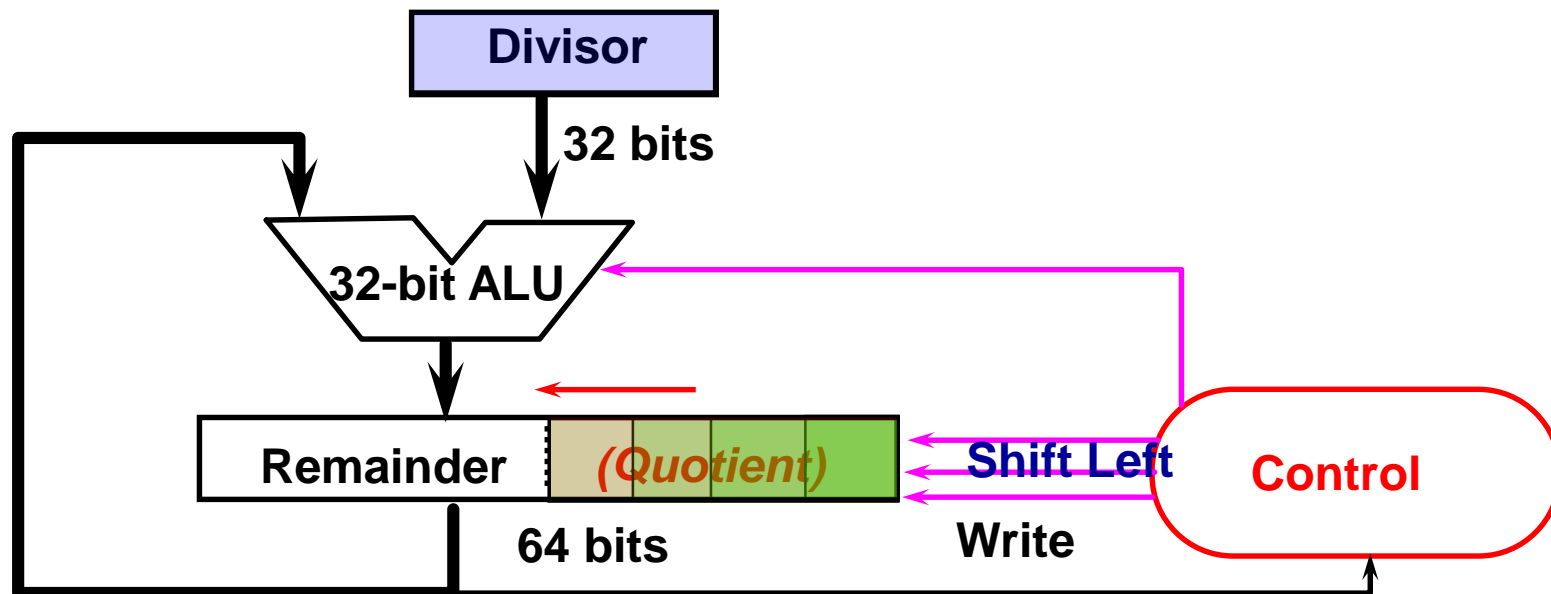 Divisor
32 bits
32-bit ALU
Remainder
(Quotient)
Shift Left
Control
64 bits
Write